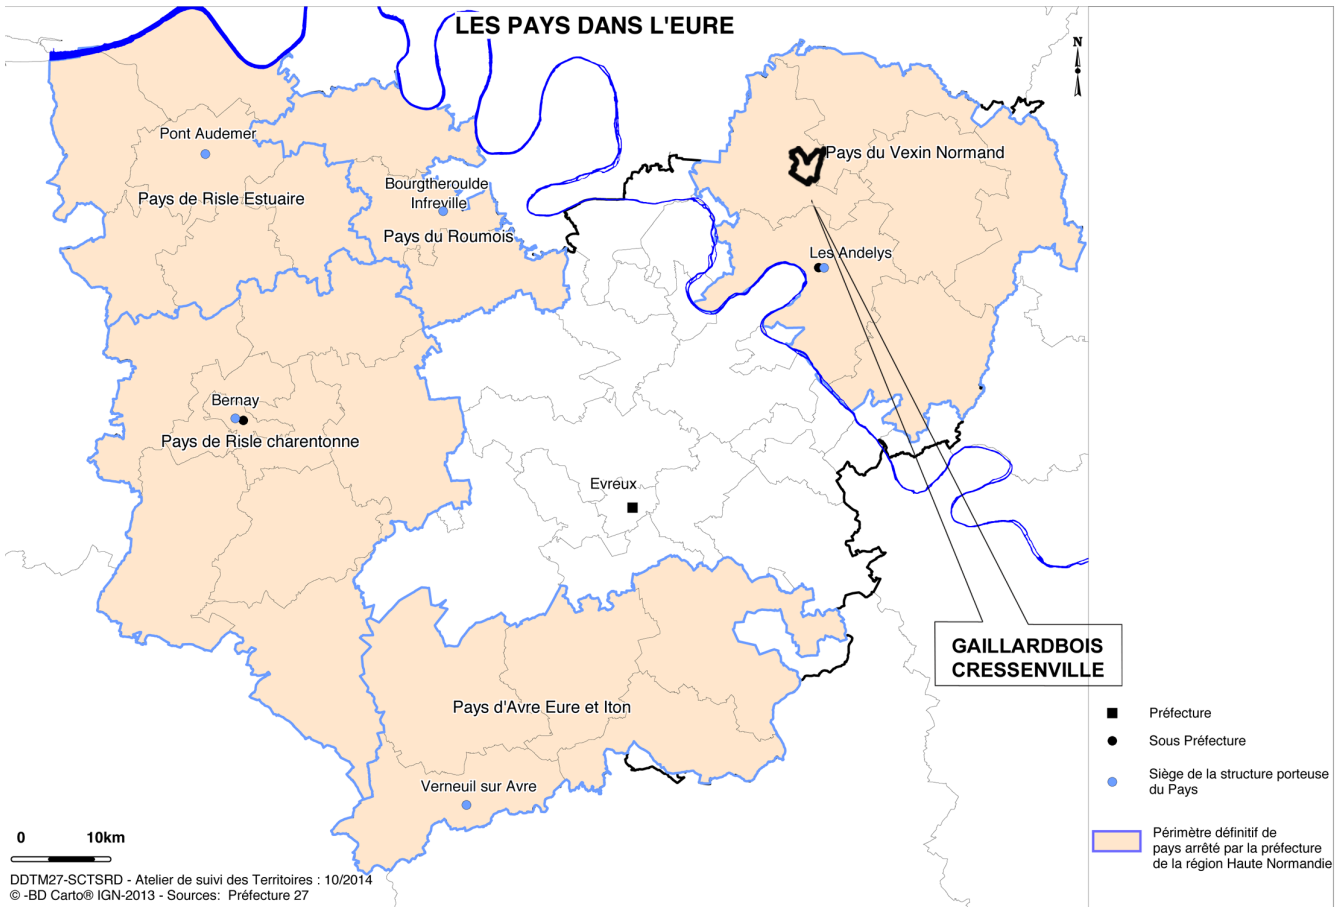 LES PAYS DANS L'EURE
N
Pont Audemer
Pays du Vexin Normand
Bourgtheroulde
Infreville
Pays de Risle Estuaire
Pays du Roumois
Les Andelys
Bernay
Pays de Risle charentonne
Evreux
GAILLARDBOIS
CRESSENVILLE
Pays d'Avre Eure et Iton
Verneuil sur Avre
Préfecture
Sous Préfecture
Siège de la structure porteuse
du Pays
Périmètre définitif de
pays arrêté par la préfecture
de la région Haute Normandie
0 10km
DDTM27-SCTSRD - Atelier de suivi des Territoires : 10/2014
© -BD Carto® IGN-2013 - Sources: Préfecture 27